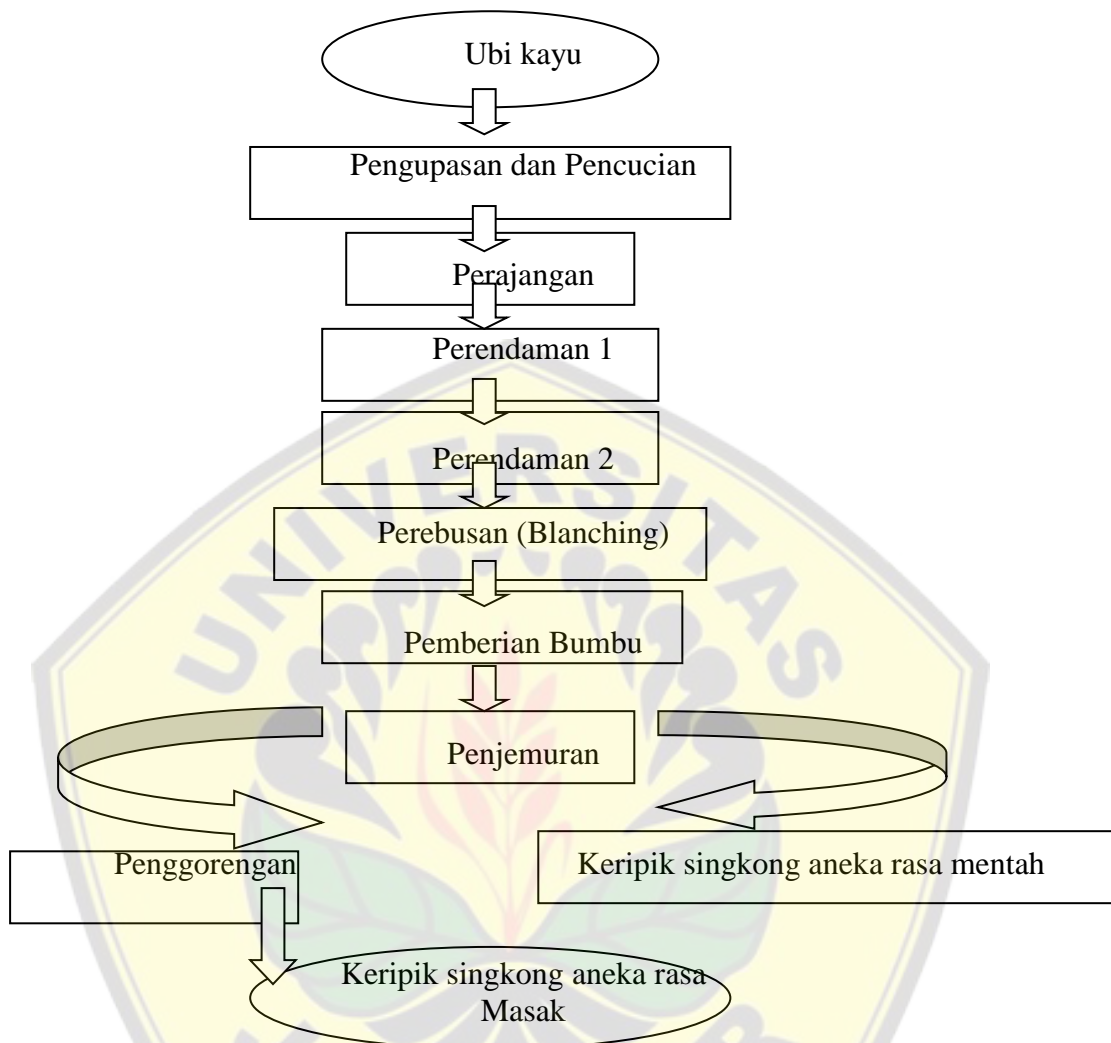 Ubi kayu
Pengupasan dan Pencucian
Perajangan
Perendaman 1
Perendaman 2
Perebusan (Blanching)
Pemberian Bumbu
Penjemuran
Penggorengan
Keripik singkong aneka rasa mentah
Keripik singkong aneka rasa
Masak
UNIVERSITAS